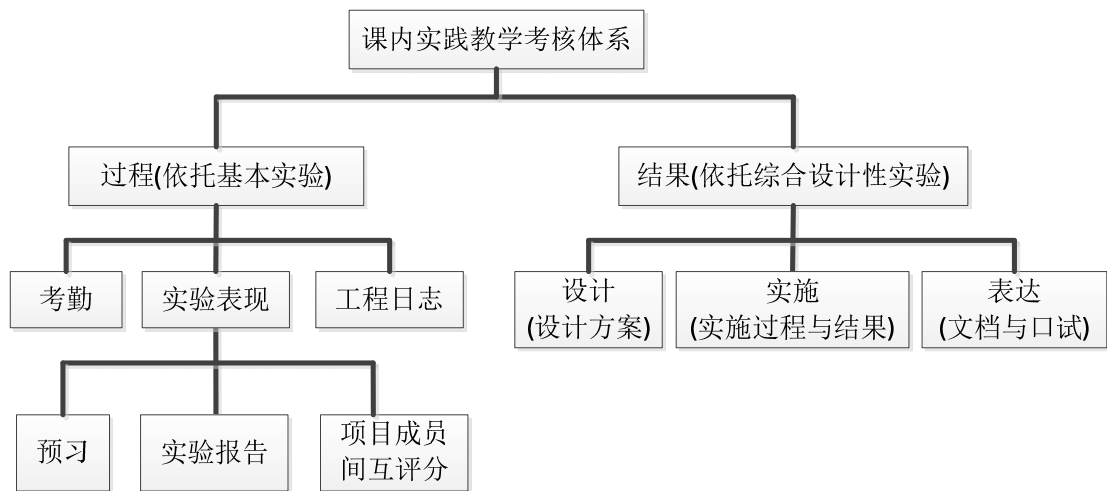 课内实践教学考核体系
过程(依托基本实验)
结果(依托综合设计性实验)
考勤
实验表现
工程日志
设计
(设计方案)
实施
(实施过程与结果)
表达
(文档与口试)
预习
实验报告
项目成员
间互评分